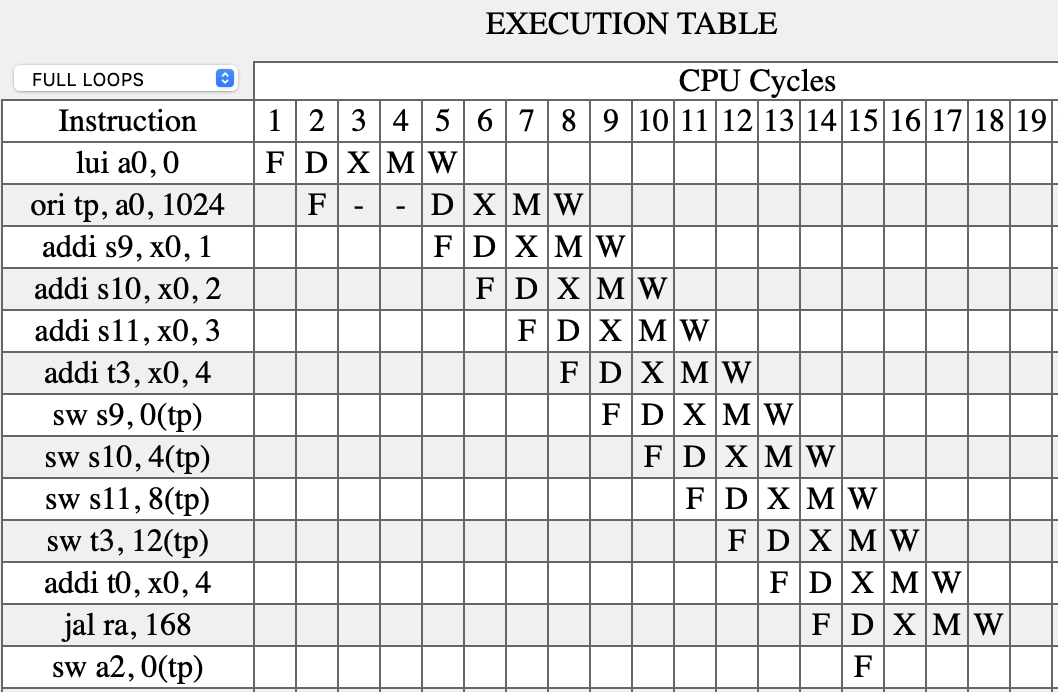 EXECUTION TABLE
FULL LOOPS
CPU Cycles
Instruction 1 2 3 4 5 6 7 8 9 10 11 12 13 14 15 16 17 18 19
lui a0, 0 F D X M W
ori tp, a0, 1024 F - - D X M W
addi s9, x0, 1 F D X M W
addi s10, x0, 2 F D X M W
addi s11, x0, 3 F D X M W
addi t3, x0, 4 F D X M W
sw s9, 0(tp) F D X M W
sw s10, 4(tp) F D X M W
sw s11, 8(tp) F D X M W
sw t3, 12(tp) F D X M W
addi t0, x0, 4 F D X M W
jal ra, 168 F D X M W
sw a2, 0(tp) F